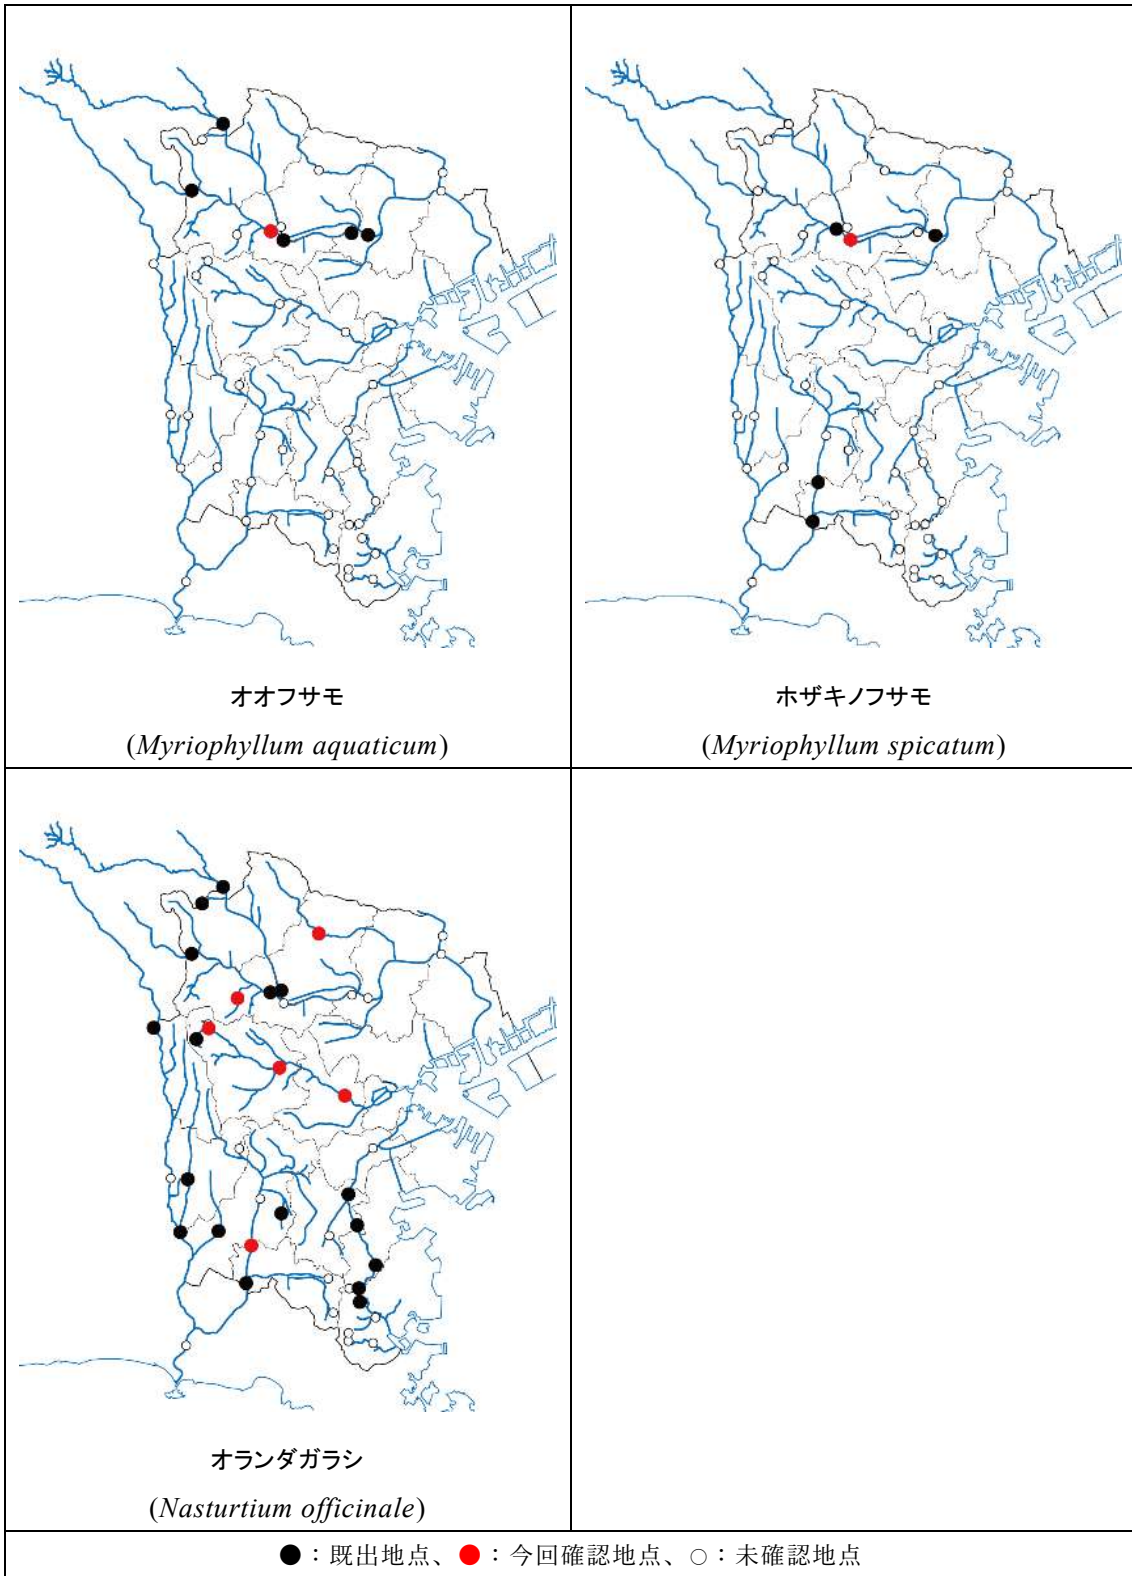 オオフサモ
(Myriophyllum aquaticum)
ホザキノフサモ
(Myriophyllum spicatum)
オランダガラシ
(Nasturtium officinale)
●：既出地点、●：今回確認地点、○：未確認地点